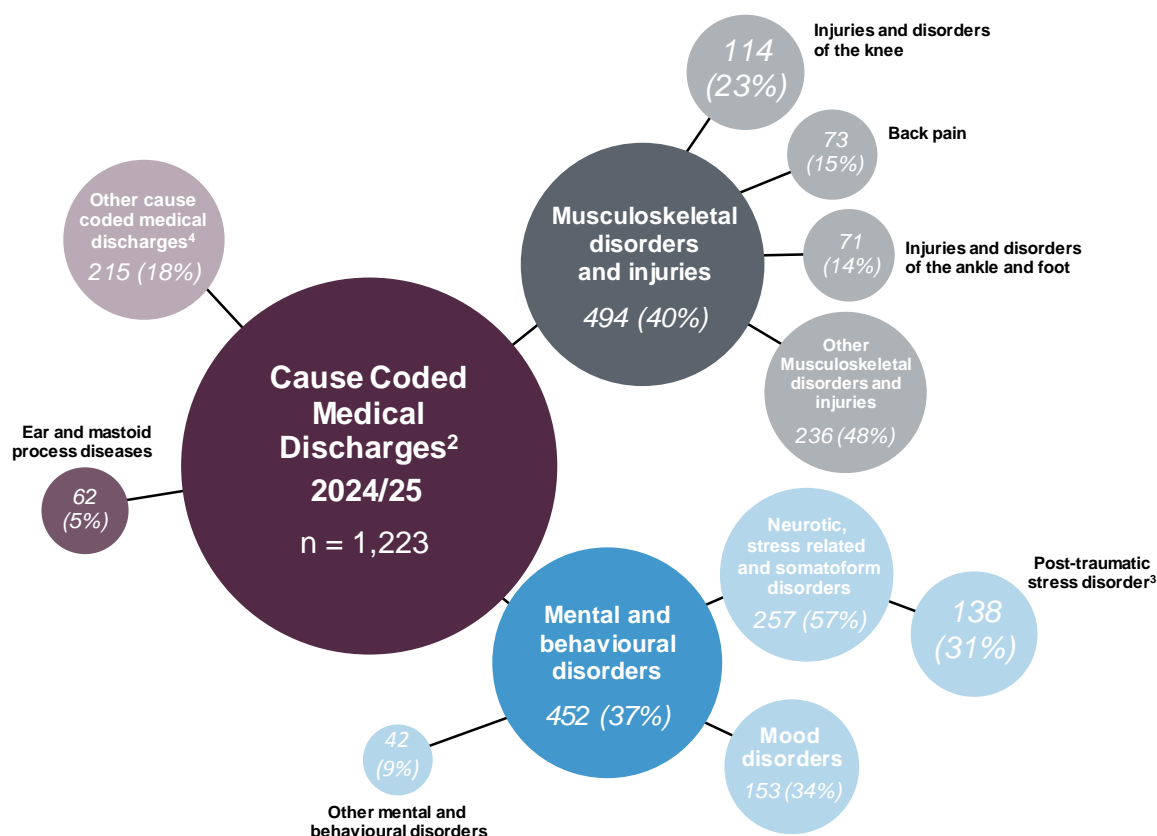 Injuries and disorders
of the knee
114
(23%)
73
(15%)
Back pain
Other cause
coded medical
discharges⁴
215 (18%)
Musculoskeletal
disorders
and injuries
494 (40%)
71
(14%)
Injuries and disorders
of the ankle and foot
Other
Musculoskeletal
disorders and
injuries
236 (48%)
Cause Coded
Medical
Discharges²
2024/25
n = 1,223
Ear and mastoid
process diseases
62
(5%)
Neurotic,
stress related
and somatoform
disorders
257 (57%)
Post-traumatic
stress disorder³
138
(31%)
Mental and
behavioural
disorders
452 (37%)
42
(9%)
Other mental and
behavioural disorders
Mood
disorders
153 (34%)